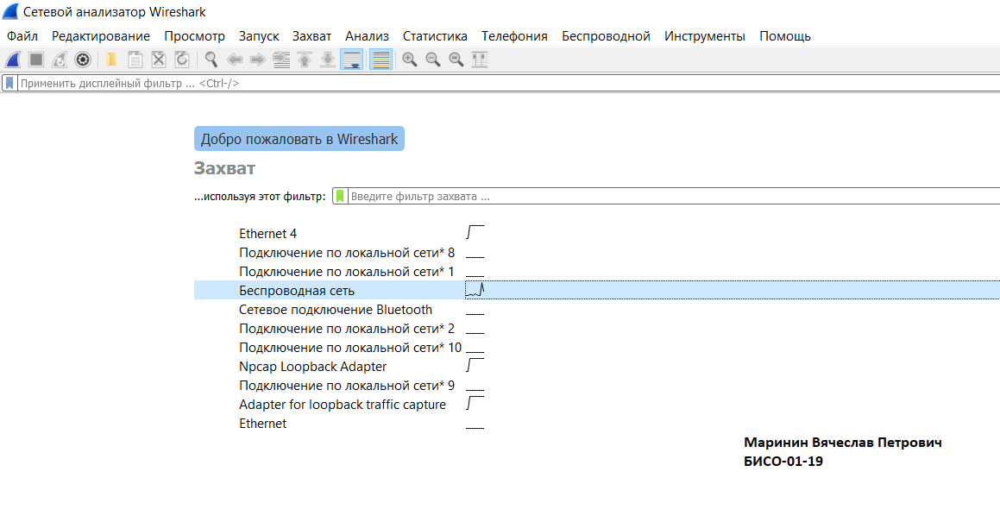 Сетевой анализатор Wireshark
Файл Редактирование Просмотр Запуск Захват Анализ Статистика Телефония Беспроводной Инструменты Помощь
Применить дисплейный фильтр ... <Ctrl-/>
Добро пожаловать в Wireshark
Захват
...используя этот фильтр: Введите фильтр захвата ...
Ethernet 4
Подключение по локальной сети* 8
Подключение по локальной сети* 1
Беспроводная сеть
Сетевое подключение Bluetooth
Подключение по локальной сети* 2
Подключение по локальной сети* 10
Npcap Loopback Adapter
Подключение по локальной сети* 9
Adapter for loopback traffic capture
Ethernet
Маринин Вячеслав Петрович
БИСО-01-19